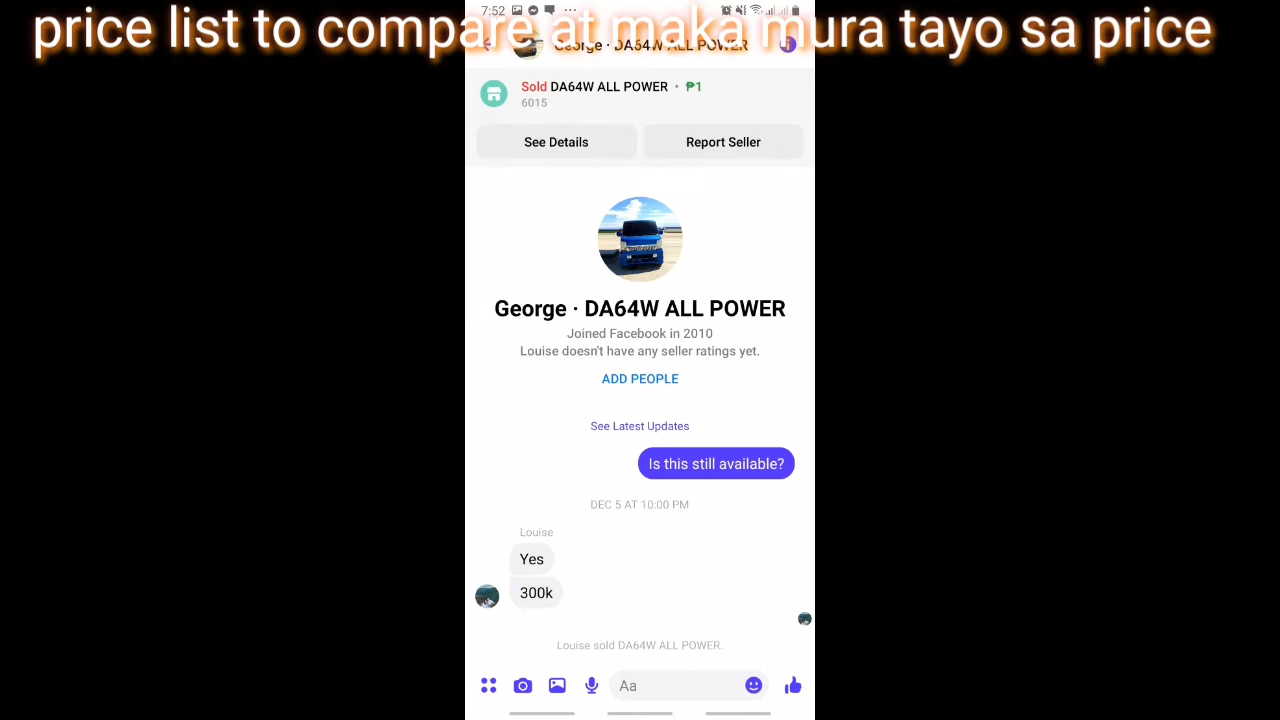 price list to compare at maka mura tayo sa price
7:52
George · DA64W ALL POWER
Sold DA64W ALL POWER · ₱1
6015
See Details
Report Seller
George · DA64W ALL POWER
Joined Facebook in 2010
Louise doesn't have any seller ratings yet.
ADD PEOPLE
See Latest Updates
Is this still available?
DEC 5 AT 10:00 PM
Louise
Yes
300k
Louise sold DA64W ALL POWER.
Aa